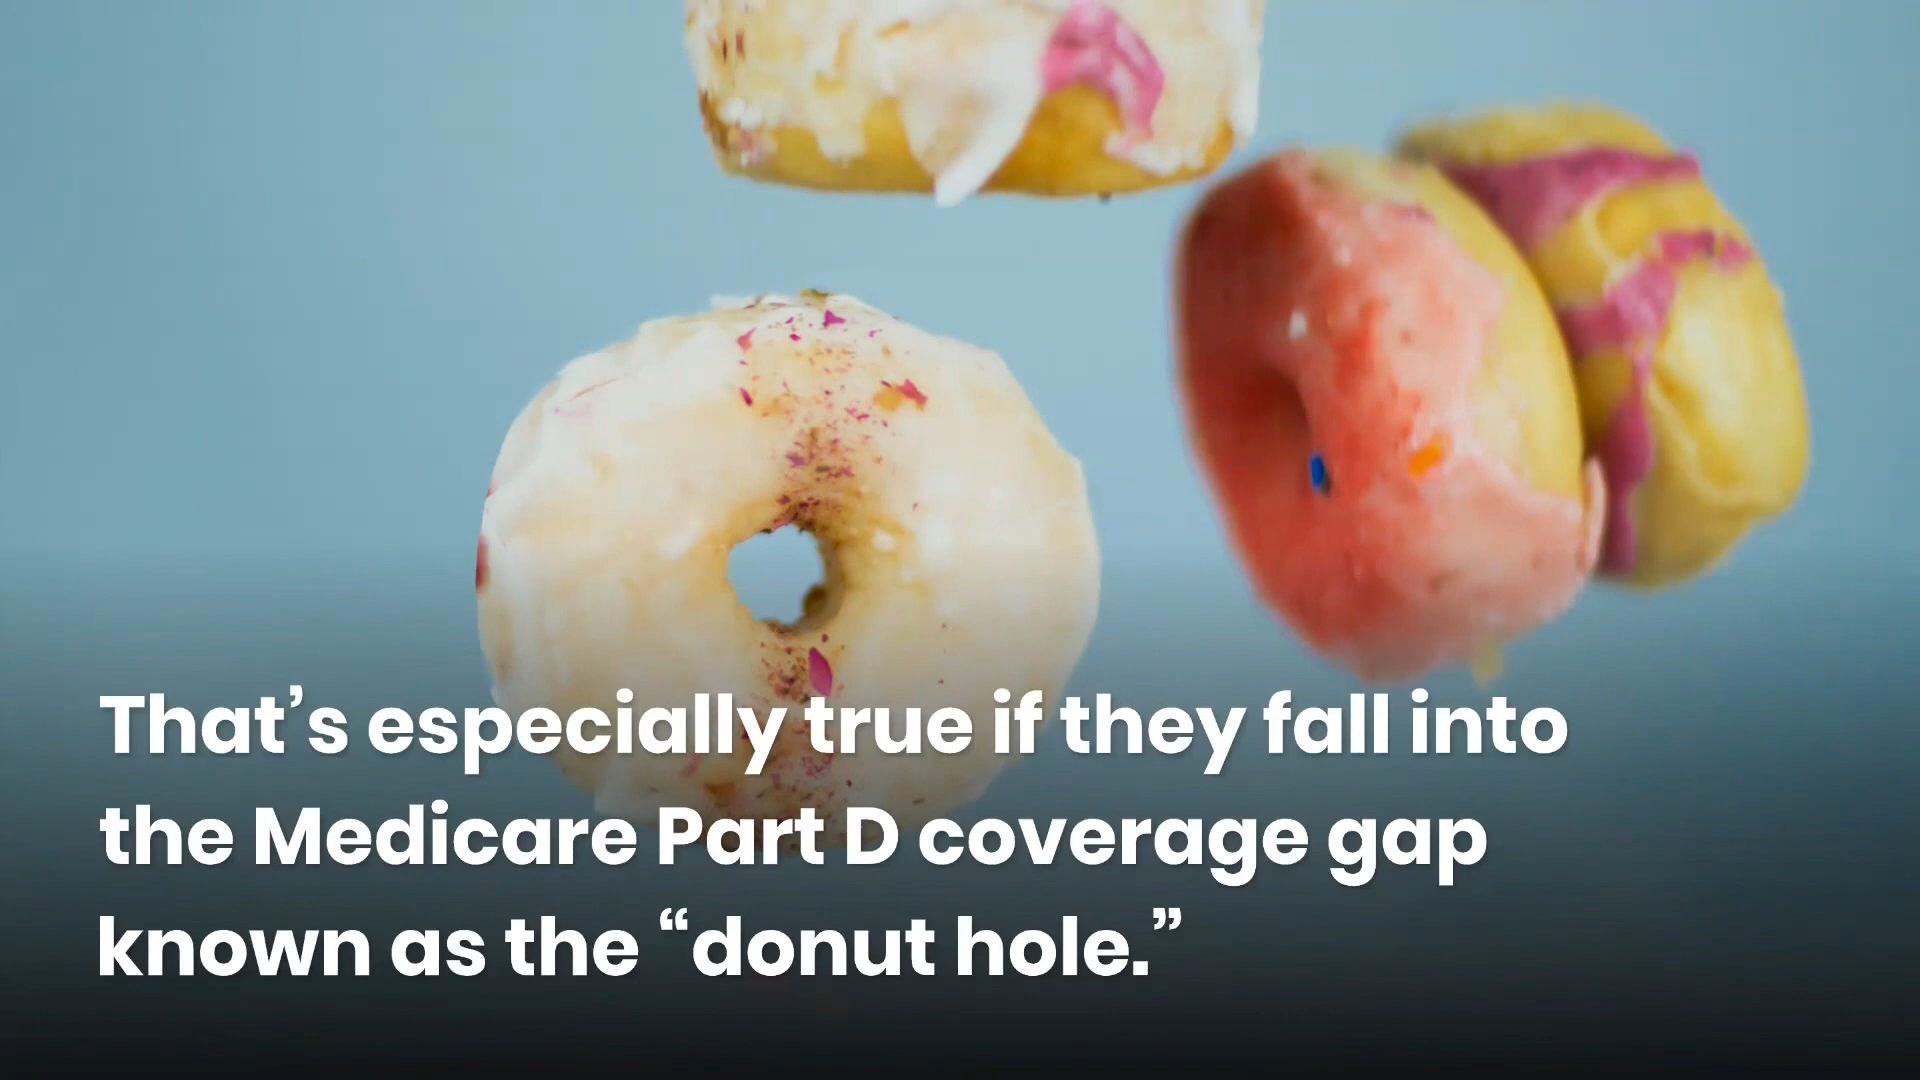 That’s especially true if they fall into
the Medicare Part D coverage gap
known as the “donut hole.”